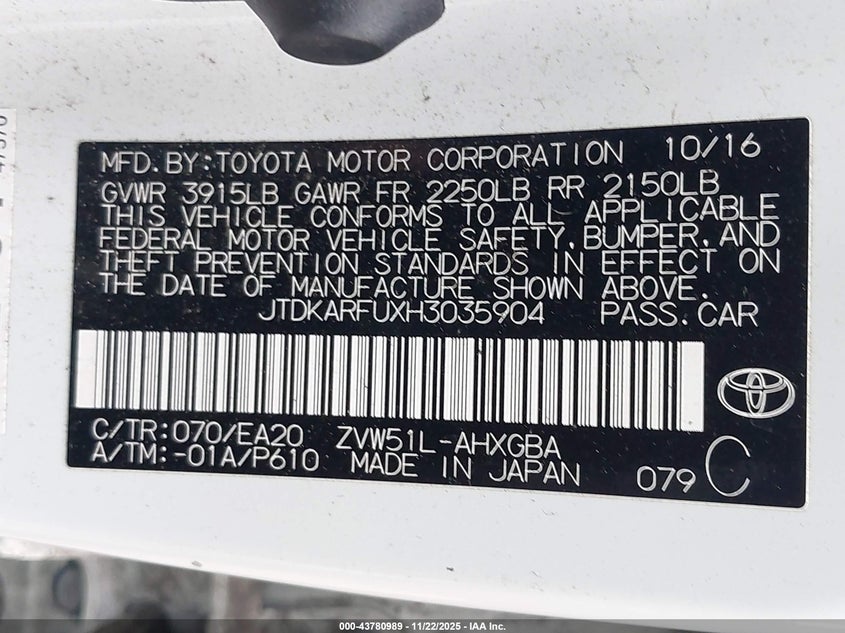 MFD.BY:TOYOTA MOTOR CORPORATION 10/16
GVWR 3915LB GAWR FR 2250LB RR 2150LB
THIS VEHICLE CONFORMS TO ALL APPLICABLE
FEDERAL MOTOR VEHICLE SAFETY,BUMPER,AND
THEFT PREVENTION STANDARDS IN EFFECT ON
THE DATE OF MANUFACTURE SHOWN ABOVE.
JTDKARFUXH3035904 PASS.CAR
C/TR:070/EA20 ZVW51L-AHXGBA
A/TM:-01A/P610 MADE IN JAPAN
079 C
000-43780989 - 11/22/2025 - IAA Inc.